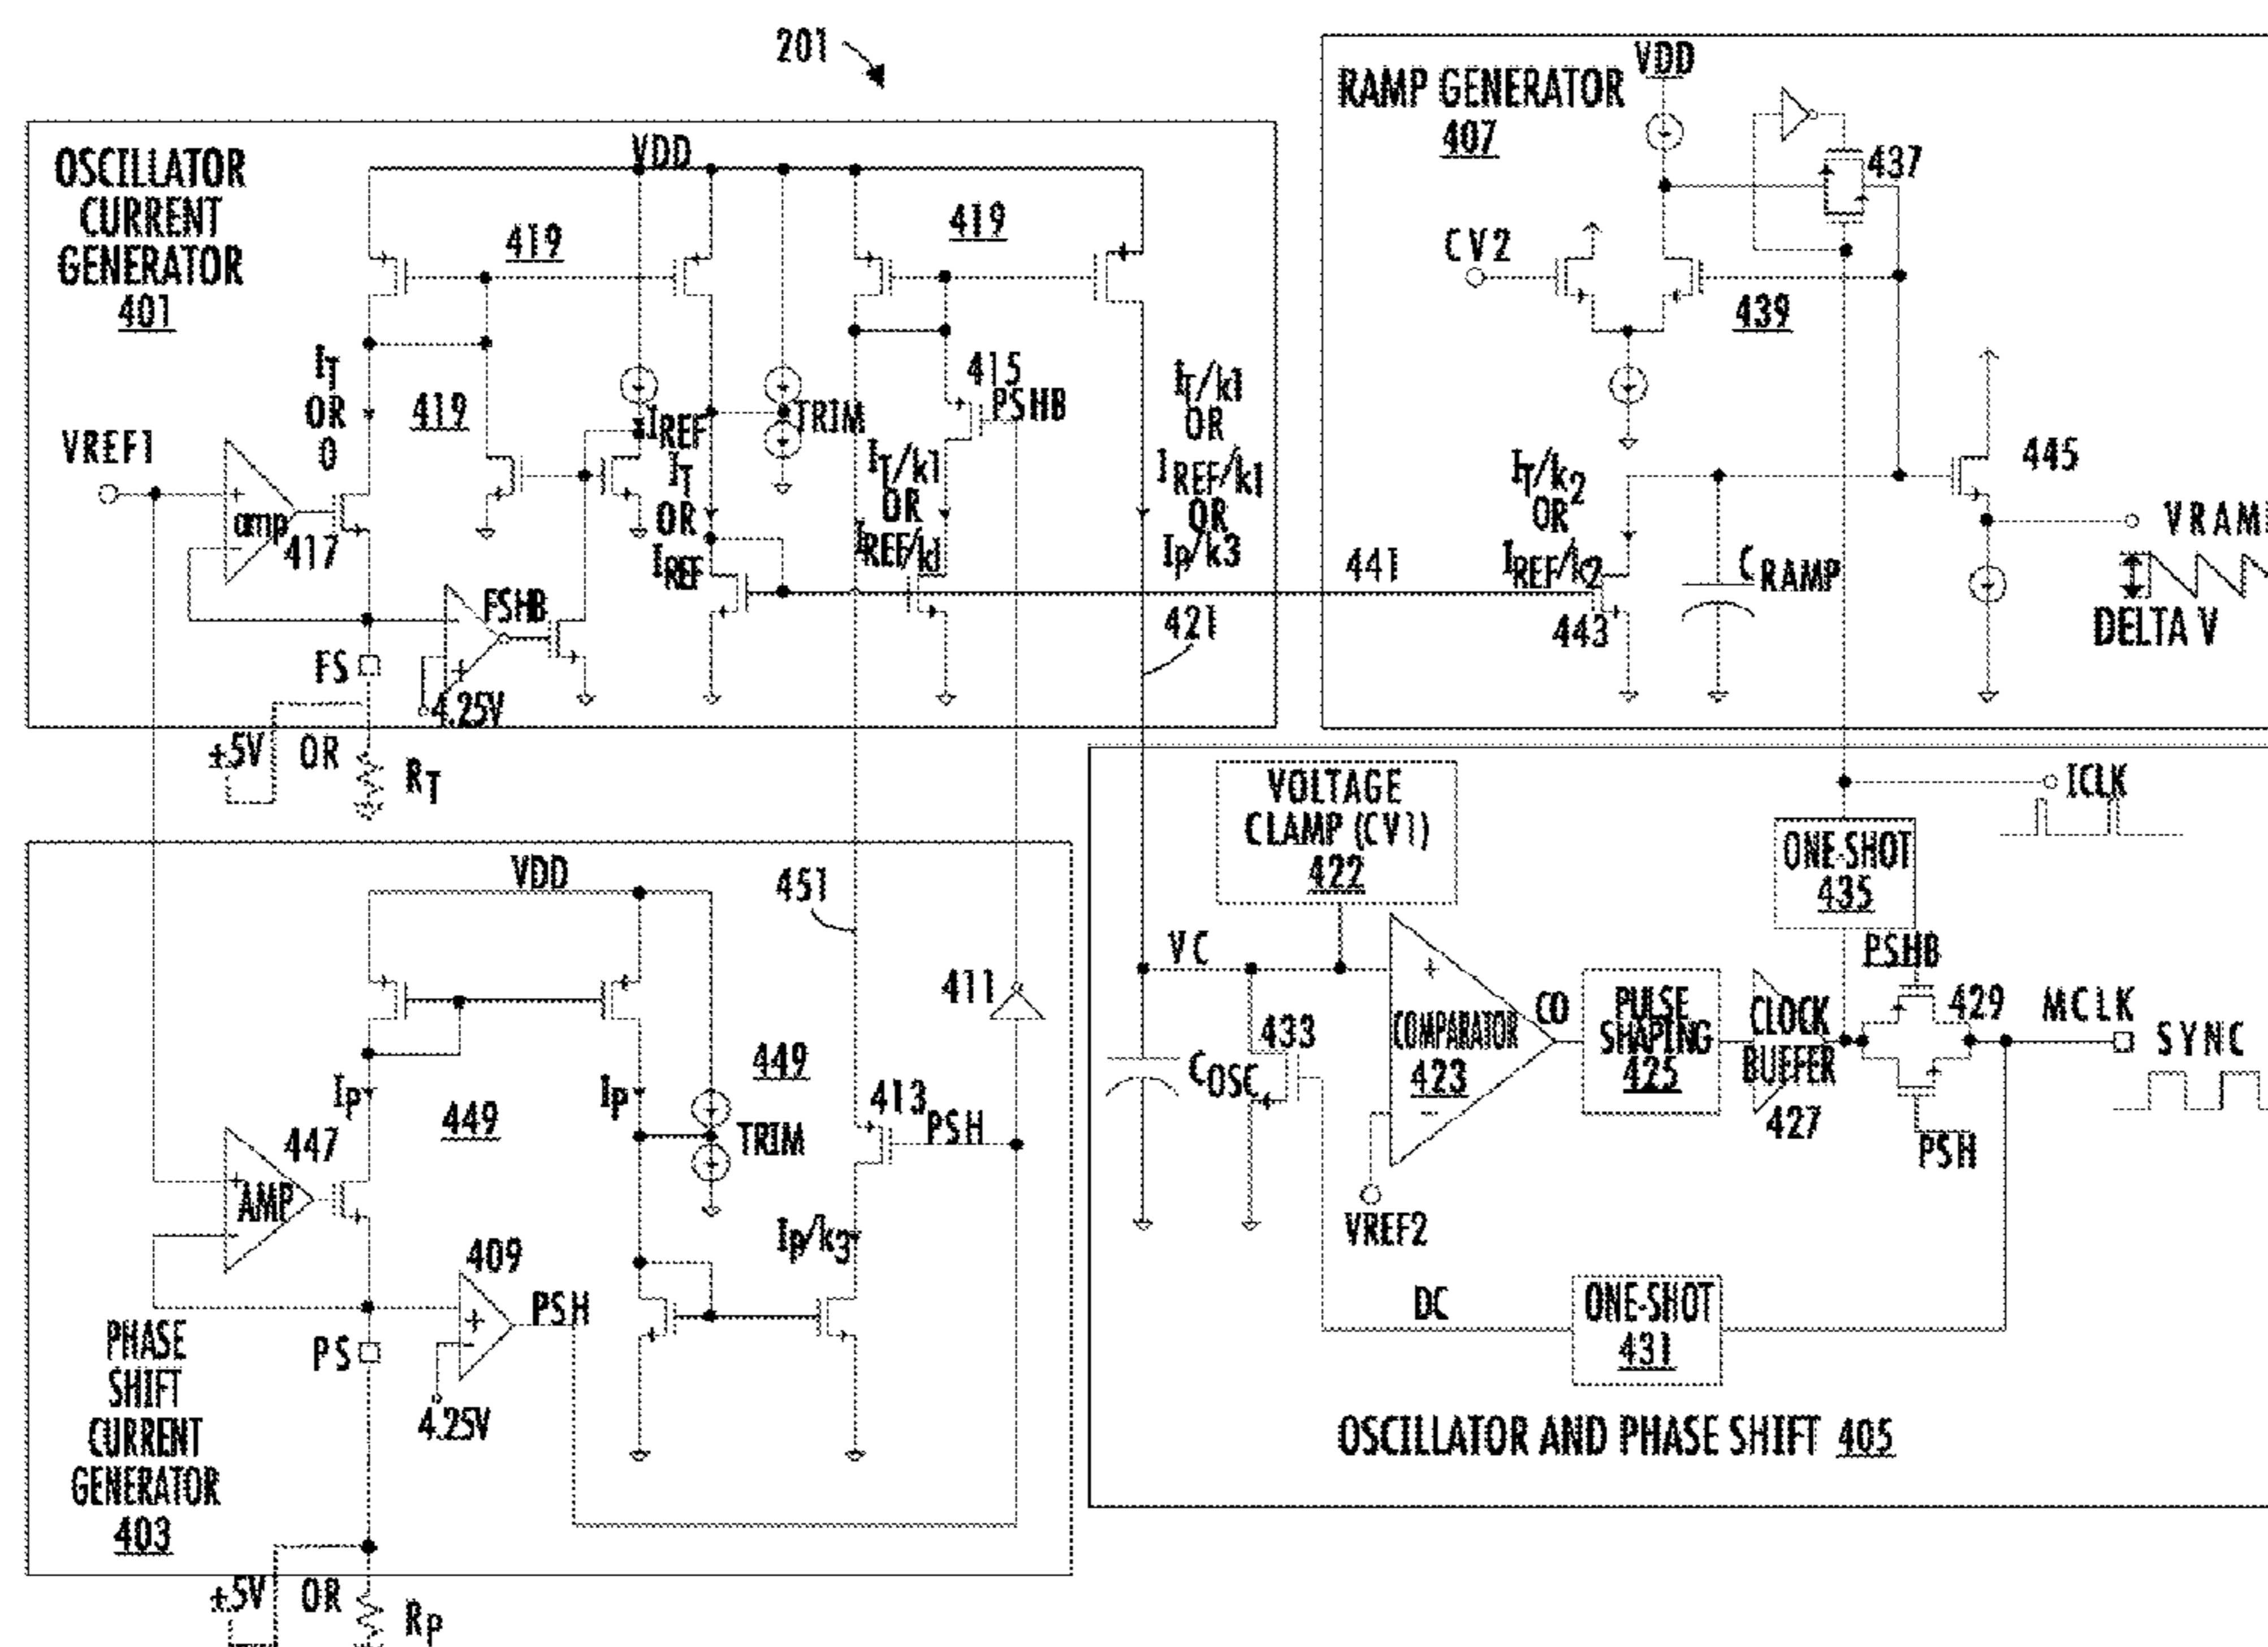 201
OSCILLATOR
CURRENT
GENERATOR
401
VDD
419
419
419
IT
OR
0
VREF1
+
amp
-
417
FSHB
-
+
4.25V
FS
+5V
OR
RT
IREF
IT
OR
IREF
TRIM
415
PSHB
IT/k1
OR
IREF/k1
IT/k1
OR
IREF/k1
OR
Ip/k3
421
441
RAMP GENERATOR
407
VDD
437
CV2
439
445
IT/k2
OR
IREF/k2
443
CRAMP
VRAM
DELTA V
PHASE
SHIFT
CURRENT
GENERATOR
403
VDD
451
411
449
449
Ip
Ip
TRIM
413
PSH
447
+
AMP
-
409
+
-
PSH
4.25V
Ip/k3
PS
+5V
OR
RP
VOLTAGE
CLAMP (CV1)
422
VC
COSC
433
+
COMPARATOR
423
-
VREF2
CO
PULSE
SHAPING
425
CLOCK
BUFFER
427
ONE-SHOT
435
ICLK
PSHB
429
PSH
MCLK
SYNC
DC
ONE-SHOT
431
OSCILLATOR AND PHASE SHIFT 405